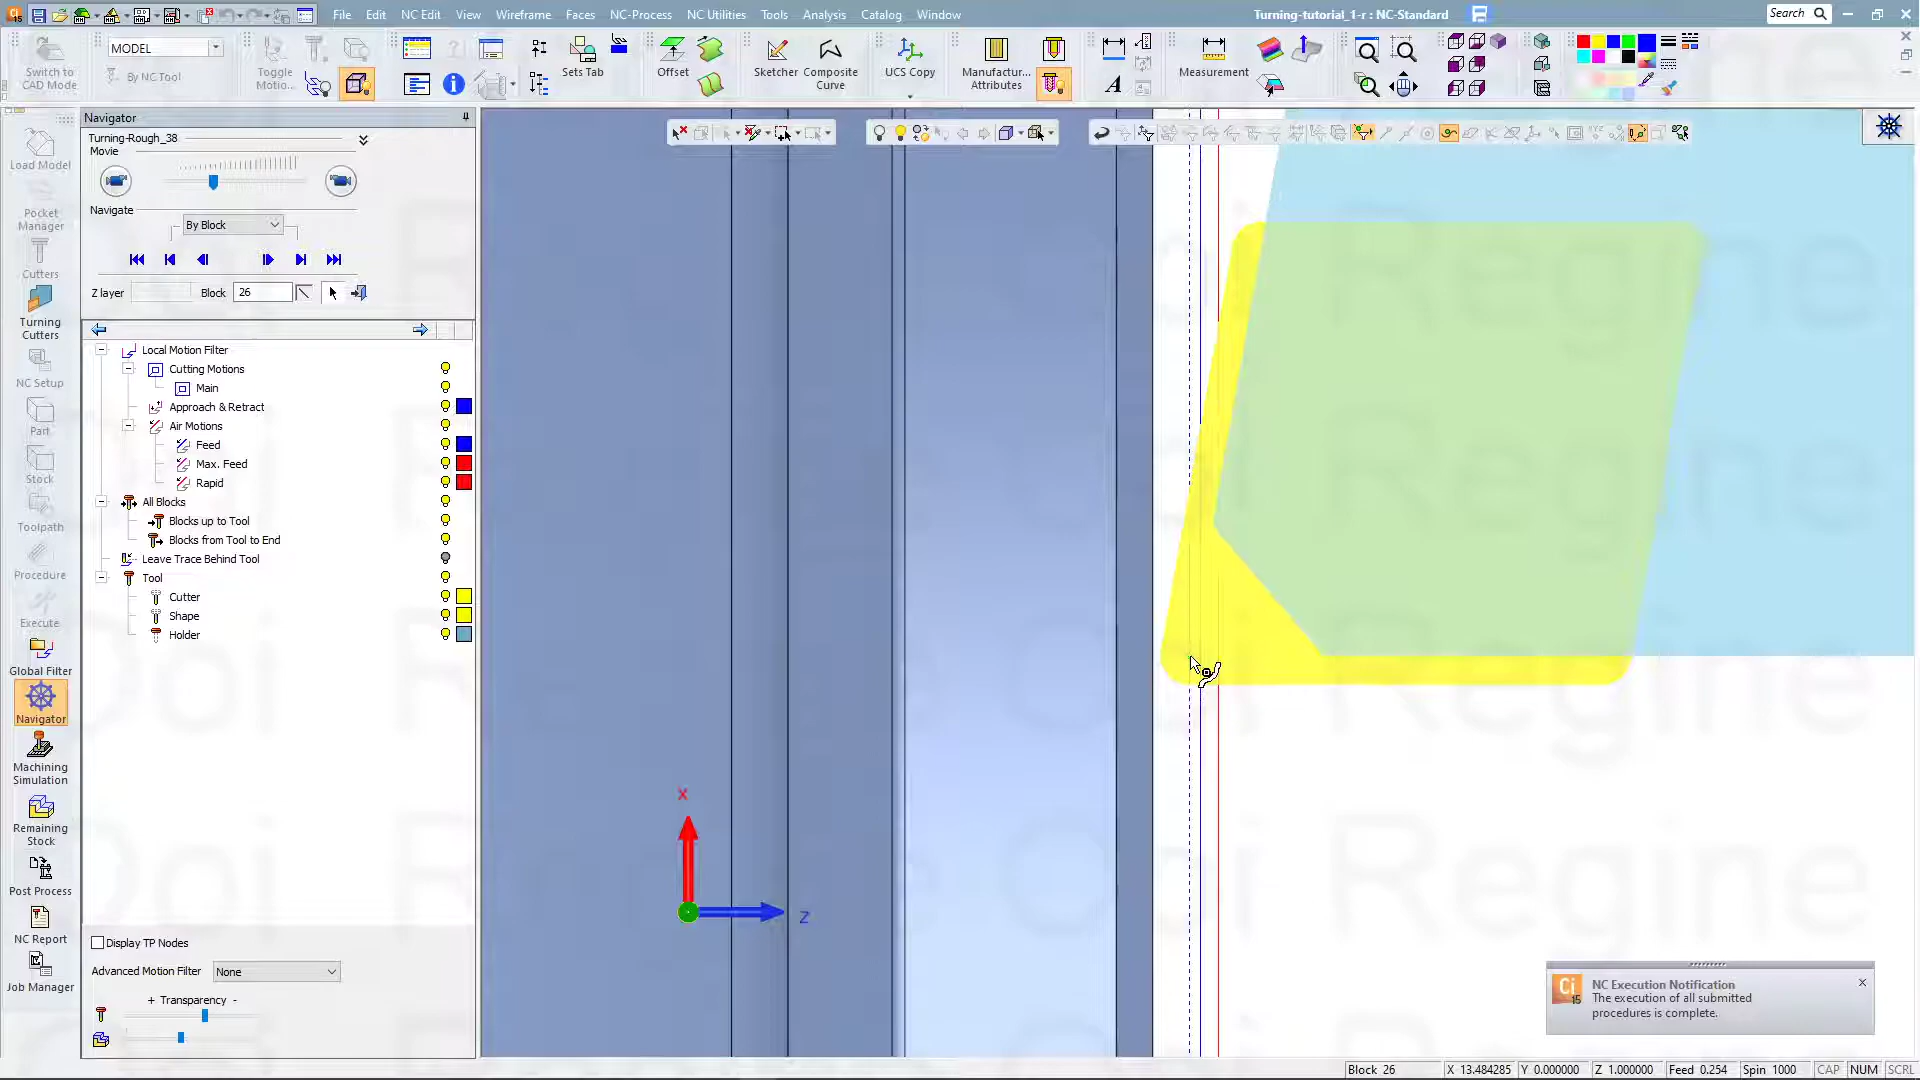 File Edit NC Edit View Wireframe Faces NC-Process NC Utilities Tools Analysis Catalog Window
Turning-tutorial_1-r : NC-Standard
Search
Switch to
CAD Mode
MODEL
By NC Tool
Toggle
Motio...
Sets Tab
Offset
Sketcher
Composite
Curve
UCS Copy
Manufactur...
Attributes
Measurement
Load Model
Pocket
Manager
Cutters
Turning
Cutters
NC Setup
Part
Stock
Toolpath
Procedure
Execute
Global Filter
Navigator
Machining
Simulation
Remaining
Stock
Post Process
NC Report
Job Manager
Navigator
Turning-Rough_38
Movie
Navigate
By Block
Z layer
Block 26
Local Motion Filter
Cutting Motions
Main
Approach & Retract
Air Motions
Feed
Max. Feed
Rapid
All Blocks
Blocks up to Tool
Blocks from Tool to End
Leave Trace Behind Tool
Tool
Cutter
Shape
Holder
Display TP Nodes
Advanced Motion Filter None
+ Transparency -
X
Z
Doi Regine
NC Execution Notification
The execution of all submitted
procedures is complete.
Block 26 X 13.484285 Y 0.000000 Z 1.000000 Feed 0.254 Spin 1000 CAP NUM SCRL